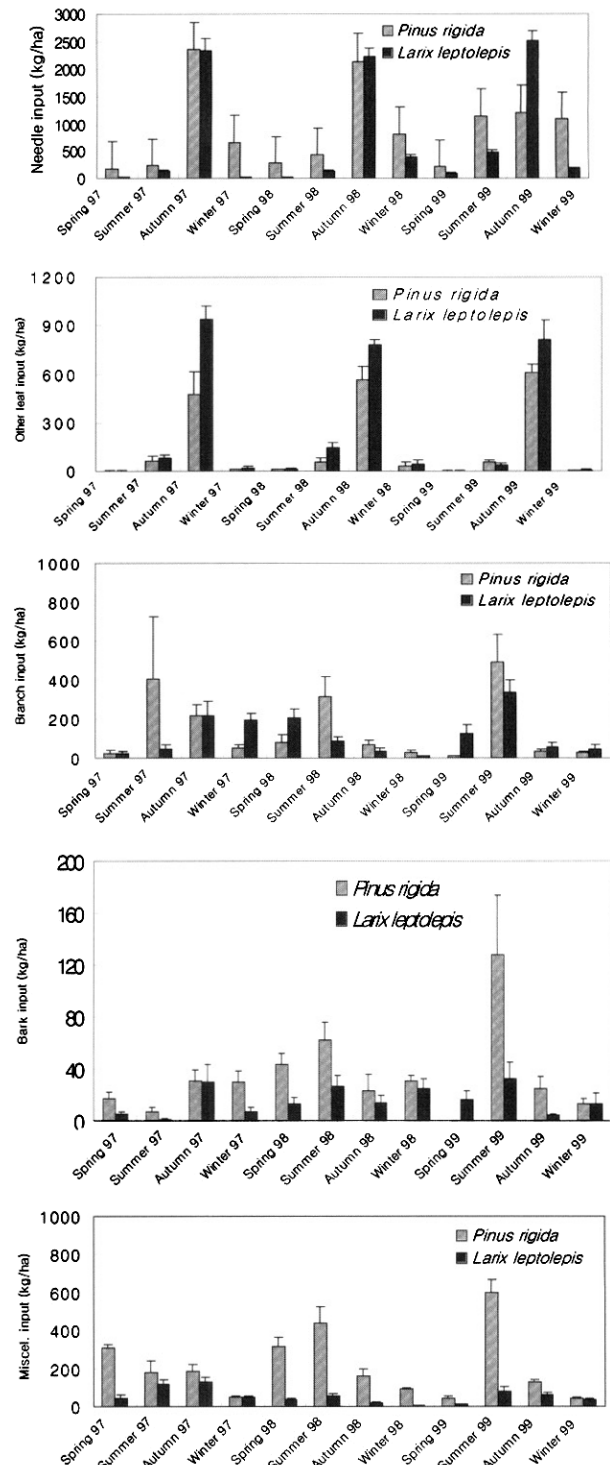 Needle input (kg/ha)
3000
2500
2000
1500
1000
500
0
Pinus rigida
Larix leptolepis
Spring 97
Summer 97
Autumn 97
Winter 97
Spring 98
Summer 98
Autumn 98
Winter 98
Spring 99
Summer 99
Autumn 99
Winter 99
Other leaf input (kg/ha)
1200
900
600
300
0
Pinus rigida
Larix leptolepis
Spring 97
Summer 97
Autumn 97
Winter 97
Spring 98
Summer 98
Autumn 98
Winter 98
Spring 99
Summer 99
Autumn 99
Winter 99
Branch input (kg/ha)
1000
800
600
400
200
0
Pinus rigida
Larix leptolepis
Spring 97
Summer 97
Autumn 97
Winter 97
Spring 98
Summer 98
Autumn 98
Winter 98
Spring 99
Summer 99
Autumn 99
Winter 99
Bark input (kg/ha)
200
160
120
80
40
0
Pinus rigida
Larix leptolepis
Spring 97
Summer 97
Autumn 97
Winter 97
Spring 98
Summer 98
Autumn 98
Winter 98
Spring 99
Summer 99
Autumn 99
Winter 99
Miscel. input (kg/ha)
1000
800
600
400
200
0
Pinus rigida
Larix leptolepis
Spring 97
Summer 97
Autumn 97
Winter 97
Spring 98
Summer 98
Autumn 98
Winter 98
Spring 99
Summer 99
Autumn 99
Winter 99